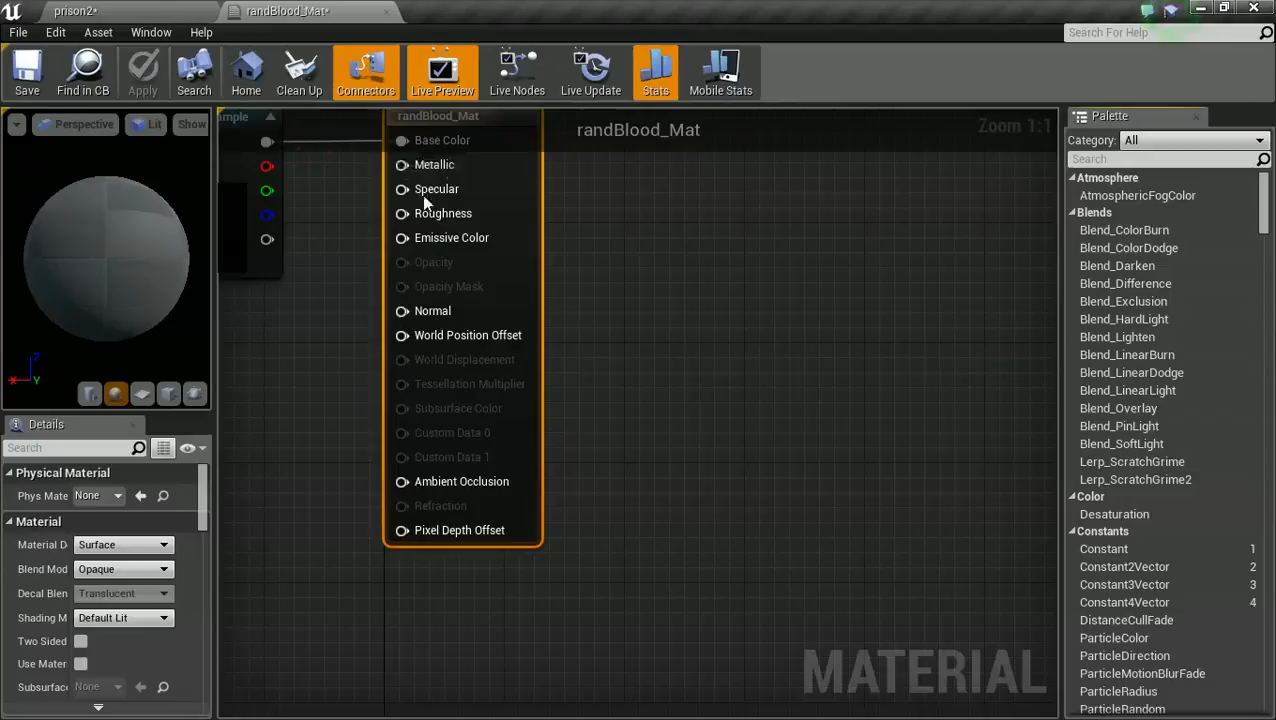 prison2*
randBlood_Mat*
File Edit Asset Window Help
Search For Help
Save
Find in CB
Apply
Search
Home
Clean Up
Connectors
Live Preview
Live Nodes
Live Update
Stats
Mobile Stats
Perspective
Lit
Show
X
Z
Y
Details
Search
Physical Material
Phys Mate None
Material
Material D Surface
Blend Mod Opaque
Decal Blen Translucent
Shading M Default Lit
Two Sided
Use Mater
Subsurfac None
mple
randBlood_Mat
Base Color
Metallic
Specular
Roughness
Emissive Color
Opacity
Opacity Mask
Normal
World Position Offset
World Displacement
Tessellation Multiplier
Subsurface Color
Custom Data 0
Custom Data 1
Ambient Occlusion
Refraction
Pixel Depth Offset
randBlood_Mat
Zoom 1:1
MATERIAL
Palette
Category: All
Search
Atmosphere
AtmosphericFogColor
Blends
Blend_ColorBurn
Blend_ColorDodge
Blend_Darken
Blend_Difference
Blend_Exclusion
Blend_HardLight
Blend_Lighten
Blend_LinearBurn
Blend_LinearDodge
Blend_LinearLight
Blend_Overlay
Blend_PinLight
Blend_SoftLight
Lerp_ScratchGrime
Lerp_ScratchGrime2
Color
Desaturation
Constants
Constant 1
Constant2Vector 2
Constant3Vector 3
Constant4Vector 4
DistanceCullFade
ParticleColor
ParticleDirection
ParticleMotionBlurFade
ParticleRadius
ParticleRandom